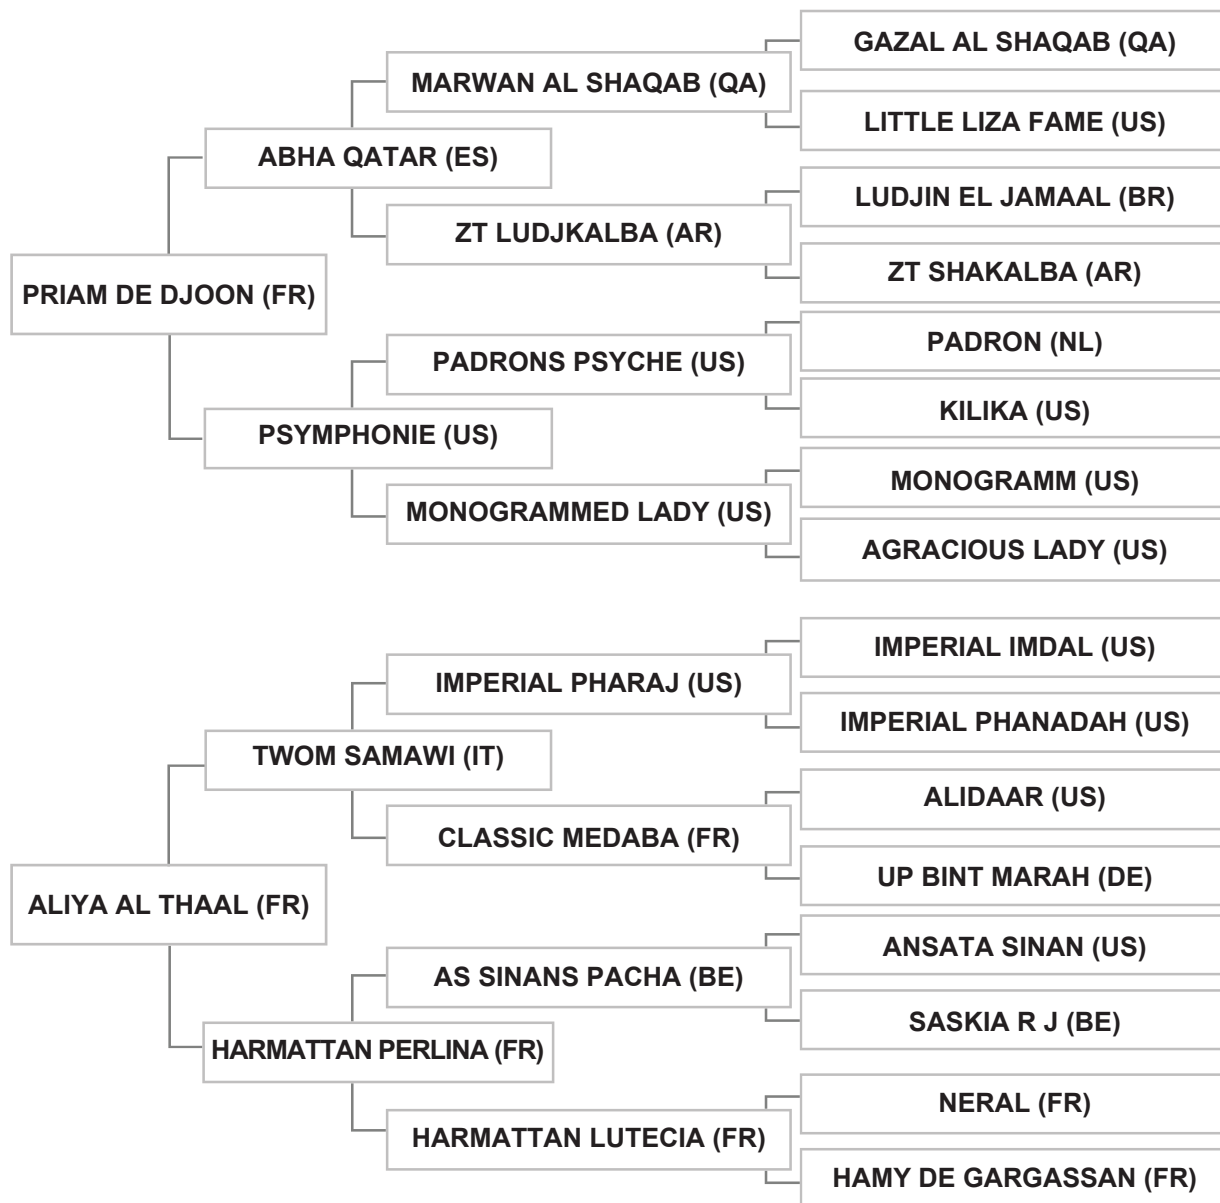 GAZAL AL SHAQAB (QA)
MARWAN AL SHAQAB (QA)
LITTLE LIZA FAME (US)
ABHA QATAR (ES)
LUDJIN EL JAMAAL (BR)
ZT LUDJKALBA (AR)
ZT SHAKALBA (AR)
PRIAM DE DJOON (FR)
PADRON (NL)
PADRONS PSYCHE (US)
KILIKA (US)
PSYMPHONIE (US)
MONOGRAMM (US)
MONOGRAMMED LADY (US)
AGRACIOUS LADY (US)
IMPERIAL IMDAL (US)
IMPERIAL PHARAJ (US)
IMPERIAL PHANADAH (US)
TWOM SAMAWI (IT)
ALIDAAR (US)
CLASSIC MEDABA (FR)
UP BINT MARAH (DE)
ALIYA AL THAAL (FR)
ANSATA SINAN (US)
AS SINANS PACHA (BE)
SASKIA R J (BE)
HARMATTAN PERLINA (FR)
NERAL (FR)
HARMATTAN LUTECIA (FR)
HAMY DE GARGASSAN (FR)